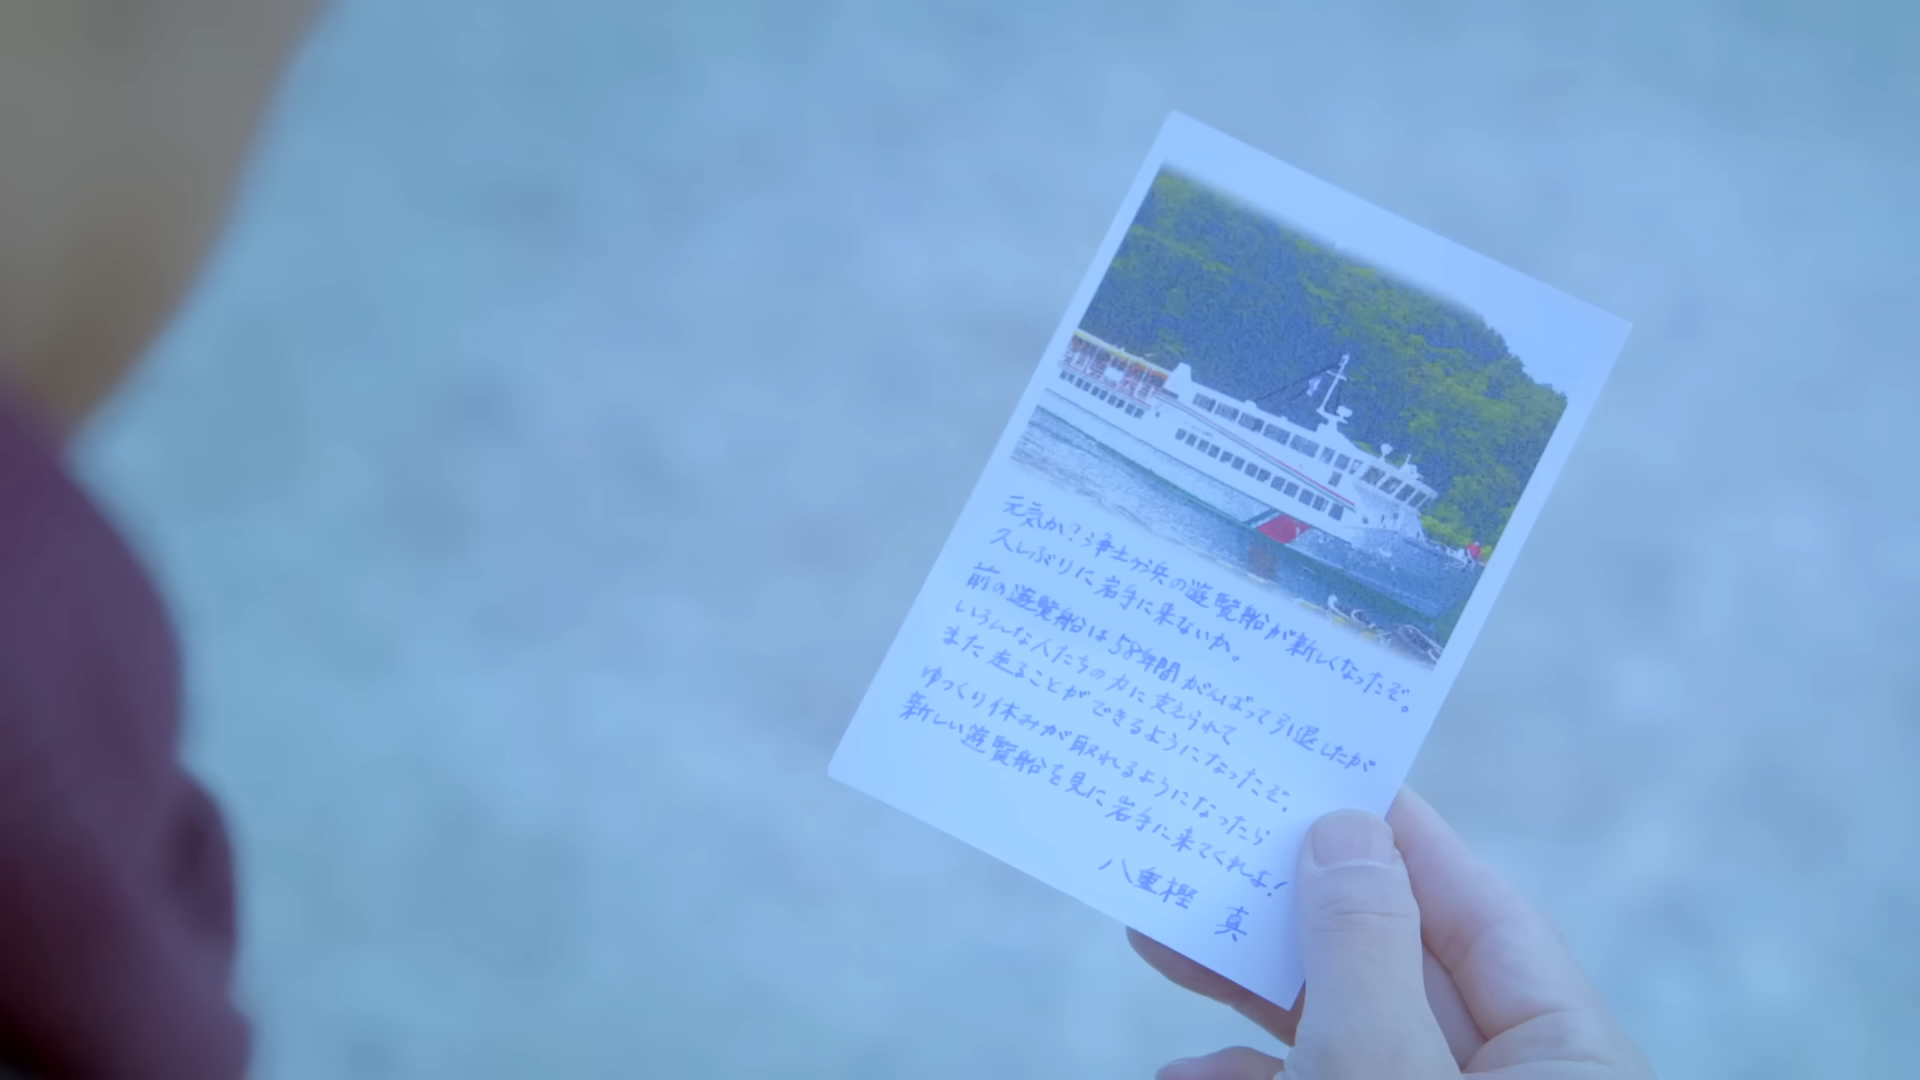 元気か？浄土ヶ浜の遊覧船が新しくなったぞ。
久しぶりに岩手に来ないか。
前の遊覧船は58年間がんばって引退したが
いろんな人たちの力に支えられて
また走ることができるようになったぞ。
ゆっくり休みが取れるようになったら
新しい遊覧船を見に岩手に来てくれよ！
八重樫 真